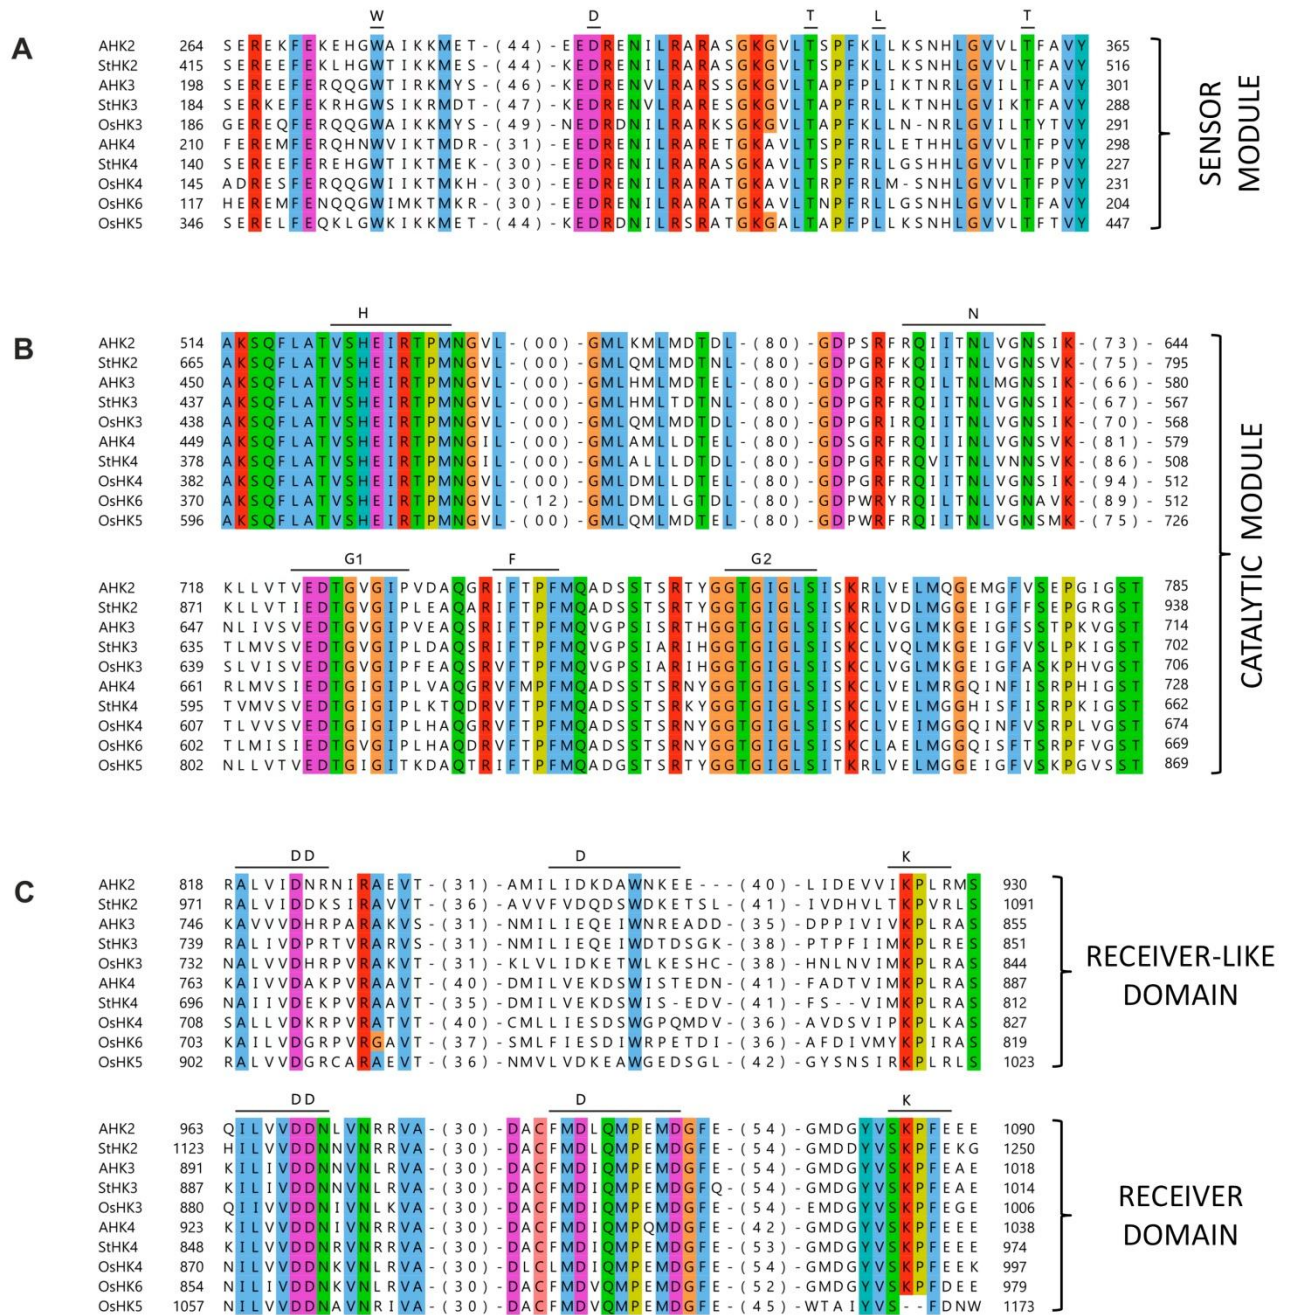 W D T L T
A
AHK2 264 SEREKFEKEHGWAIKKMET-(44)-EEDRENILRARASGKGVLTSPFKLLKSNHLGVVLTFAVY 365
StHK2 415 SEREEFEKLHGWTIKKMES-(44)-KEDRENILRARASGKGVLTAPFKLLKSNHLGVVLTFAVY 516
AHK3 198 SEREEFERQQGWTIRKMYS-(46)-KEDRENVLRARSSGKGVLTAPFPLIKTNRLGVILTFAVY 301
StHK3 184 SERKEFEKRHGWSIKRMDT-(47)-KEDRENVLRARESGKGVLTAPFRLLKTNRLGVIKTFAVY 288
OsHK3 186 GEREQFERQQGWAIKKMYS-(49)-NEDRDNILRARKSGKGVLTAPFKLLN-NRLGVILTYTVY 291
AHK4 210 FEREMFERQHNWVIKTMDR-(31)-EEDRENILRARETGKAVLTSPFRLLETHHLGVVLTFPVY 298
StHK4 140 SEREEFEREHGWTIKTMEK-(30)-EEDRENILRARATGKAVLTSPFRLLGSHHLGVVLTFPVY 227
OsHK4 145 ADRESFERQQGWIIKTMKH-(30)-EEDRENILRARATGKAVLTRPFRLM-SNHLGVVLTFPVY 231
OsHK6 117 HEREMFENQQGWIMKTMKR-(30)-EEDRENILRARATGKAVLTNPFRLLGSNHLGVVLTFPVY 204
OsHK5 346 SERELFQKLGWKIKKMET-(44)-KEDRDNILRSRATGKGALTAPFPLLKSNHLGVVLTFTVY 447
SENSOR
MODULE
H N
B
AHK2 514 AKSQFLATVSHEIRTPMNGVL-(00)-GMLKMLMDTDL-(80)-GDPSRFRQIITNLVGNSIK-(73)- 644
StHK2 665 AKSQFLATVSHEIRTPMNGVL-(00)-GMLQMLMDTNL-(80)-GDPGRFRQILTNLVGNSIK-(75)- 795
AHK3 450 AKSQFLATVSHEIRTPMNGVL-(00)-GMLHMLMDTEL-(80)-GDPGRFRQILTNLMGNSIK-(66)- 580
StHK3 437 AKSQFLATVSHEIRTPMNGVL-(00)-GMLHMLTDTNL-(80)-GDPGRFRQIITNLVGNSIK-(67)- 567
OsHK3 438 AKSQFLATVSHEIRTPMNGVL-(00)-GMLQMLMDTDL-(80)-GDPGRFRQIITNLVGNSIK-(70)- 568
AHK4 449 AKSQFLATVSHEIRTPMNGIL-(00)-GMLAMLLDTEL-(80)-GDSGRFRQIIINLVGNSVK-(81)- 579
StHK4 378 AKSQFLATVSHEIRTPMNGIL-(00)-GMLALLLDTDL-(80)-GDPGRFRQVITNLVNNSVK-(86)- 508
OsHK4 382 AKSQFLATVSHEIRTPMNGIL-(00)-GMLDMLLDTEL-(80)-GDPGRFRQIITNLVGNSIK-(94)- 512
OsHK6 370 AKSQFLATVSHEIRTPMNGVL-(12)-GMLDMLLGTDL-(80)-GDPWRYRQILTNLVGNAVK-(89)- 512
OsHK5 596 AKSQFLATVSHEIRTPMNGVL-(00)-GMLQMLMDTDL-(80)-GDPWRFRQIITNLVGNSMK-(75)- 726
G1 F G2
AHK2 718 KLLVTVEDTGVGIPVDAQGRIFTPFMQADSSTSRTYGGTGIGLSISKRLVELMQGEMGFVSEPGIGST 785
StHK2 871 KLLVTIEDTGVGIPLEAQARIFTPFMQADSSTSRTYGGTGIGLSISKRLVDLMGGEIGFFSEPGRGST 938
AHK3 647 NLIVSVEDTGVGIPVEAQSRIFTPFMQVGPSISRTHGGTGIGLSISKCLVGLMKGEIGFSSTPKVGST 714
StHK3 635 TLMVSVEDTGVGIPLDAQSRIFTPFMQVGPSIARIHGGTGIGLSISKCLVQLMKGEIGFVSLPKIGST 702
OsHK3 639 SLVISVEDTGVGIPFEAQSRVFTPFMQVGPSIARIHGGTGIGLSISKCLVGLMKGEIGFASKPHVGST 706
AHK4 661 RLMVSIEDTGIGIPLVAQGRVFMPFMQADSSTSRNYGGTGIGLSISKCLVELMRGQINFISRPHIGST 728
StHK4 595 TVMVSVEDTGIGIPLKTQDRVFTPFMQADSSTSRKYGGTGIGLSISKCLVELMGGHISFISRPKIGST 662
OsHK4 607 TLVVSVEDTGIGIPLHAQGRVFTPFMQADSSTSRNYGGTGIGLSISKCLVEIMGGQINFVSRPLVGST 674
OsHK6 602 TLMISIEDTGVGIPLHAQDRVFTPFMQADSSTSRNYGGTGIGLSISKCLAELMGGQISFTSRPFVGST 669
OsHK5 802 NLLVTVEDTGIGITKDAQTRIFTPFMQADGSTSRTYGGTGIGLSITKRLVELMGGEIGFVSKPGVSST 869
CATALYTIC MODULE
DD D K
C
AHK2 818 RALVIDNRNIRAEVT-(31)-AMILIDKDAWNKEE---(40)-LIDEVVIKPLRMS 930
StHK2 971 RALVIDDKSIRAVVT-(36)-AVVFVDQDSWDKETSL-(41)-IVDHVLTKPVRLS 1091
AHK3 746 KAVVVDHRPARAKVS-(31)-NMILIEQEIWNREADD-(35)-DPPIVIVKPLRAS 855
StHK3 739 RALIVDPRTVRARVS-(31)-NMILIEQEIWDTDSGK-(38)-PTPFIIMKPLRES 851
OsHK3 732 NALVVDHRPVRAKVT-(31)-KLVLIDKETWLKESHC-(38)-HNLNVIMKPLRAS 844
AHK4 763 KAIVVDAKPVRAAVT-(40)-DMILVEKDSWISTEDN-(41)-FADTVIMKPLRAS 887
StHK4 696 NAIIVDEKPVRAAVT-(35)-DMILVEKDSWIS-EDV-(41)-FS--VIMKPLRAS 812
OsHK4 708 SALLVDKRPVRATVT-(40)-CMLLIESDSWGPQMDV-(36)-AVDSVIPKPLKAS 827
OsHK6 703 KAILVDGRPVRGAVT-(37)-SMLFIESDIWRPETDI-(36)-AFDIVMYKPIRAS 819
OsHK5 902 RALVVDGRCARAEVT-(36)-NMVLVDKEAWGEDSGL-(42)-GYSNSIRKPLRLS 1023
RECEIVER-LIKE
DOMAIN
DD D K
AHK2 963 QILVVDDNLVNRRVA-(30)-DACFMDLQMPEMDGFE-(54)-GMDGYVSKPFEEE 1090
StHK2 1123 HILVVDDNMVNRRVA-(30)-DACFMDLQMPEMDGFE-(54)-GMDDYVSKPFEKG 1250
AHK3 891 KILIVDDNNVNLRVA-(30)-DACFMDIQMPEMDGFE-(54)-GMDGYVSKPFEAE 1018
StHK3 887 KILIVDDNNVNLRVA-(30)-DACFMDIQMPEMDGFQ-(54)-GMDGYVSKPFEAE 1014
OsHK3 880 QIIVVDDNIVNLKVA-(30)-DACFMDIQMPEMDGFE-(54)-EMDGYVSKPFEGE 1006
AHK4 923 KILVVDDNIVNRRVA-(30)-DACFMDIQMPQMDGFE-(42)-GMDGYVSKPFEEE 1038
StHK4 848 KILVVDDNRVNRRVA-(30)-DACFMDIQMPEMDGFE-(53)-GMDGYVSKPFEEE 974
OsHK4 870 NILVVDDNKVNLRVA-(30)-DLCLMDIQMPEMDGFE-(54)-GMDGYVSKPFEEK 997
OsHK6 854 NILVVDDNLVNRKVA-(30)-DACFMDVQMPEMDGFE-(52)-GMDGYVSKPFDEE 979
OsHK5 1057 NILVVDDNAVNRIVA-(30)-DACFMDLQMPEMDGFE-(45)-WTAIYVS--FDNW 1173
RECEIVER
DOMAIN